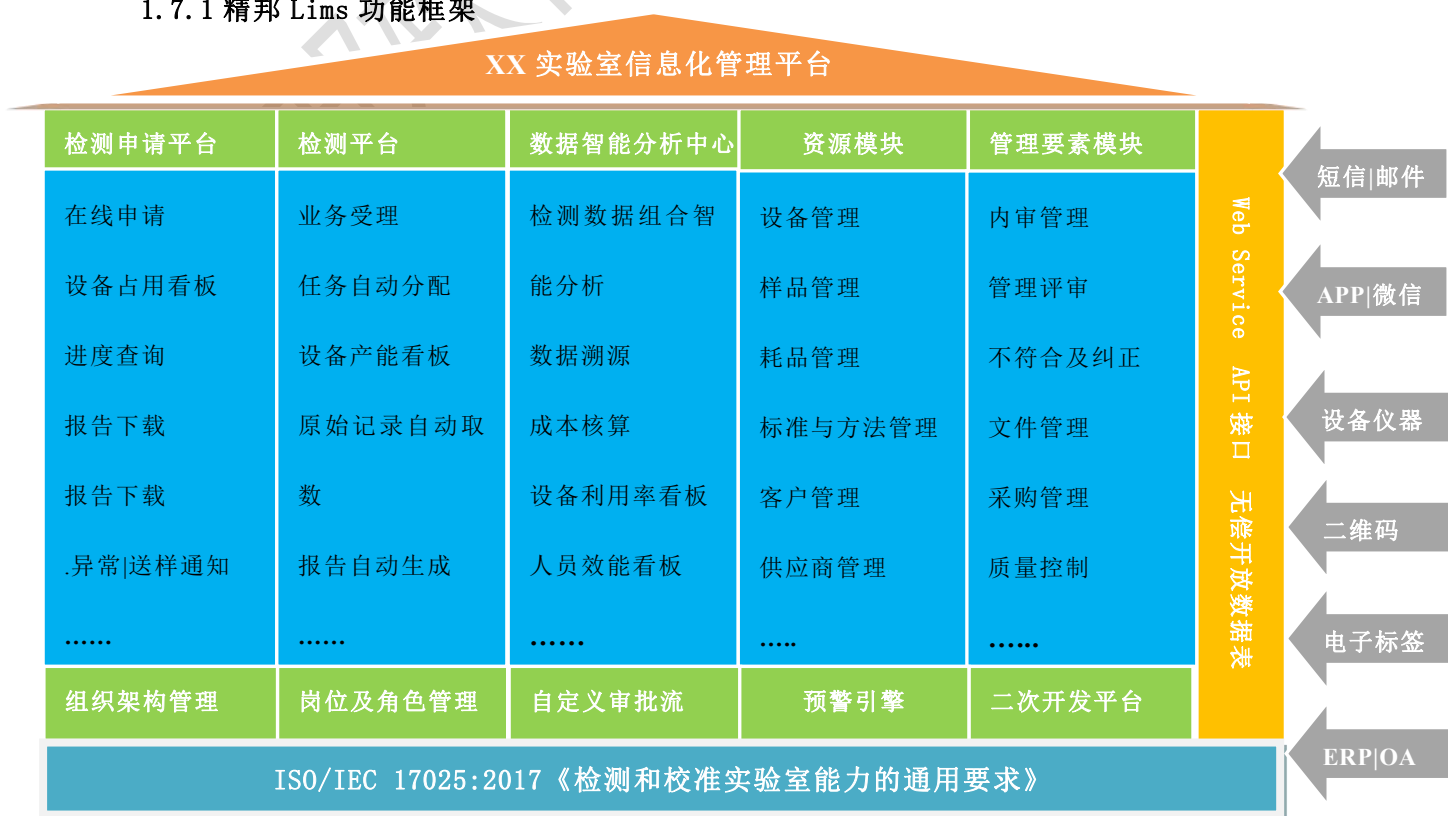 1.7.1 精邦 Lims 功能框架
XX 实验室信息化管理平台
检测申请平台
在线申请
设备占用看板
进度查询
报告下载
报告下载
.异常|送样通知
......
检测平台
业务受理
任务自动分配
设备产能看板
原始记录自动取
数
报告自动生成
......
数据智能分析中心
检测数据组合智
能分析
数据溯源
成本核算
设备利用率看板
人员效能看板
......
资源模块
设备管理
样品管理
耗品管理
标准与方法管理
客户管理
供应商管理
.....
管理要素模块
内审管理
管理评审
不符合及纠正
文件管理
采购管理
质量控制
......
组织架构管理
岗位及角色管理
自定义审批流
预警引擎
二次开发平台
Web Service API 接口 无偿开放数据表
短信|邮件
APP|微信
设备仪器
二维码
电子标签
ERP|OA
ISO/IEC 17025:2017《检测和校准实验室能力的通用要求》